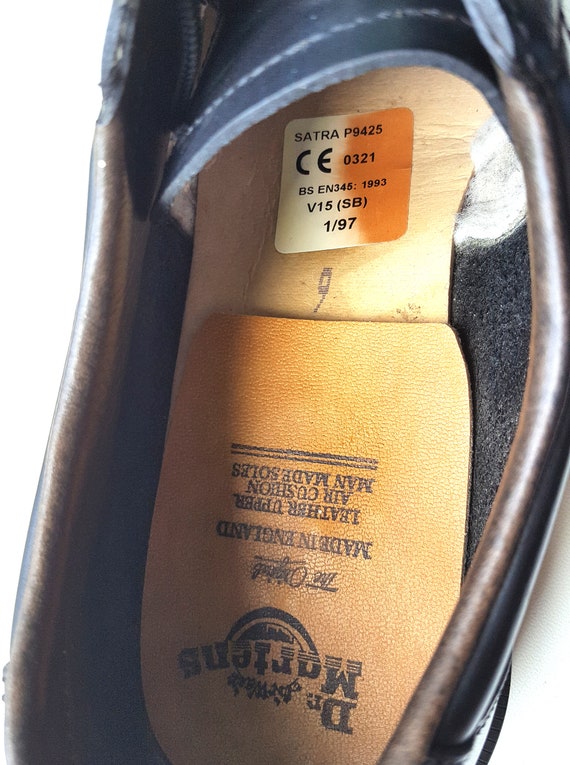 SATRA P9425
CE 0321
BS EN345: 1993
V15 (SB)
1/97
Dr.
Martens
The Original
MADE IN ENGLAND
LEATHER UPPER
AIR CUSHION
MAN MADE SOLES